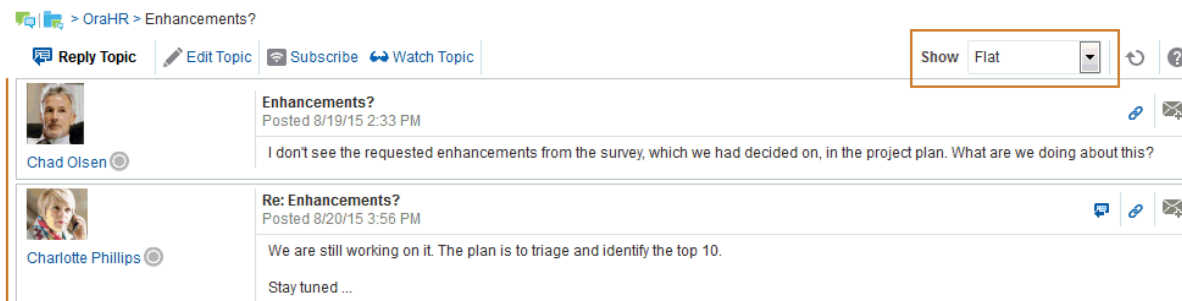 > OraHR > Enhancements?
Reply Topic Edit Topic Subscribe Watch Topic Show Flat
Enhancements?
Posted 8/19/15 2:33 PM
Chad Olsen
I don't see the requested enhancements from the survey, which we had decided on, in the project plan. What are we doing about this?
Re: Enhancements?
Posted 8/20/15 3:56 PM
Charlotte Phillips
We are still working on it. The plan is to triage and identify the top 10.
Stay tuned ...